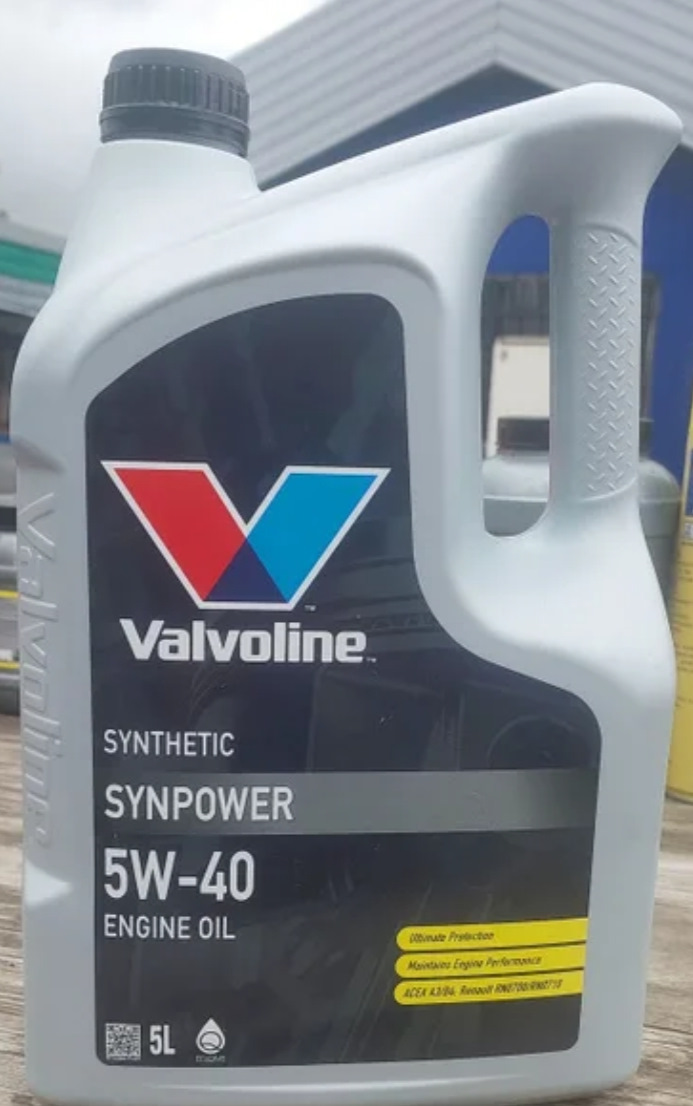 Valvoline
Valvoline™
SYNTHETIC
SYNPOWER
5W-40
ENGINE OIL
Ultimate Protection
Maintains Engine Performance
ACEA A3/B4, Renault RN0700/RN0710
5L